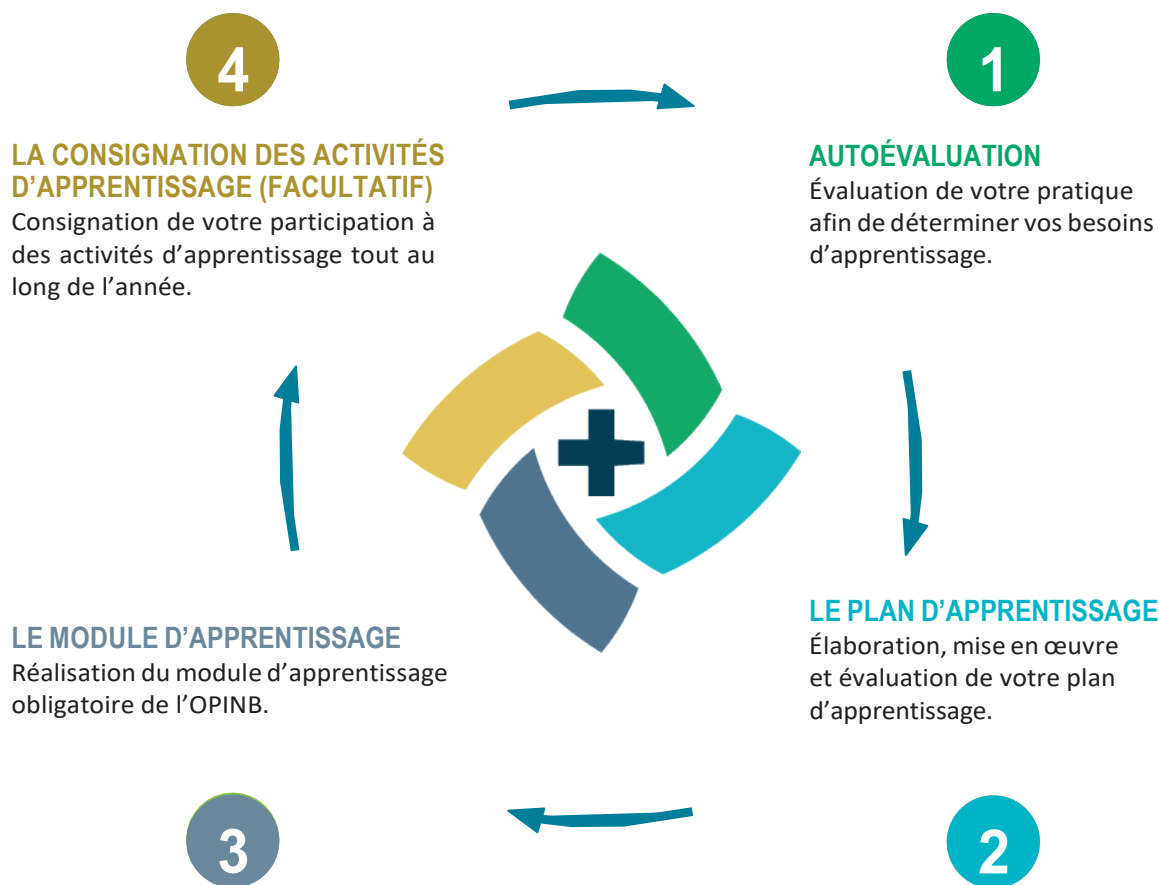 4
LA CONSIGNATION DES ACTIVITÉS
D’APPRENTISSAGE (FACULTATIF)
Consignation de votre participation à
des activités d’apprentissage tout au
long de l’année.
1
AUTOÉVALUATION
Évaluation de votre pratique
afin de déterminer vos besoins
d’apprentissage.
LE MODULE D’APPRENTISSAGE
Réalisation du module d’apprentissage
obligatoire de l’OPINB.
3
LE PLAN D’APPRENTISSAGE
Élaboration, mise en œuvre
et évaluation de votre plan
d’apprentissage.
2